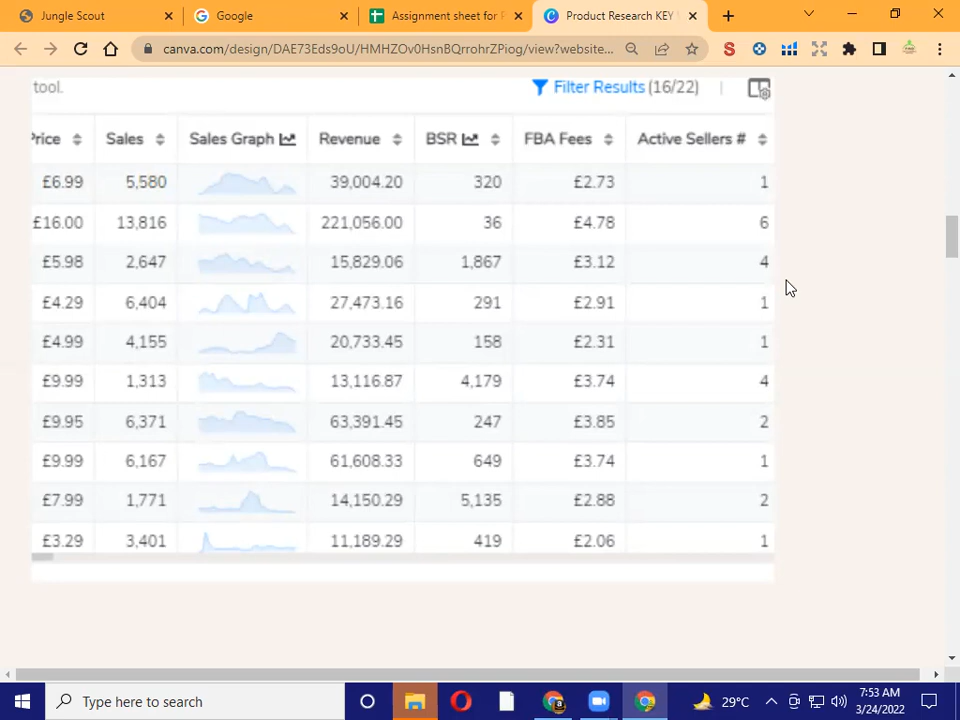 Jungle Scout
Google
Assignment sheet for F
Product Research KEY
canva.com/design/DAE73Eds9oU/HMHZOv0HsnBQrrohrZPiog/view?website...
tool.
Filter Results (16/22)
Price Sales Sales Graph Revenue BSR FBA Fees Active Sellers #
£6.99 5,580 39,004.20 320 £2.73 1
£16.00 13,816 221,056.00 36 £4.78 6
£5.98 2,647 15,829.06 1,867 £3.12 4
£4.29 6,404 27,473.16 291 £2.91 1
£4.99 4,155 20,733.45 158 £2.31 1
£9.99 1,313 13,116.87 4,179 £3.74 4
£9.95 6,371 63,391.45 247 £3.85 2
£9.99 6,167 61,608.33 649 £3.74 1
£7.99 1,771 14,150.29 5,135 £2.88 2
£3.29 3,401 11,189.29 419 £2.06 1
Type here to search
29°C
7:53 AM
3/24/2022